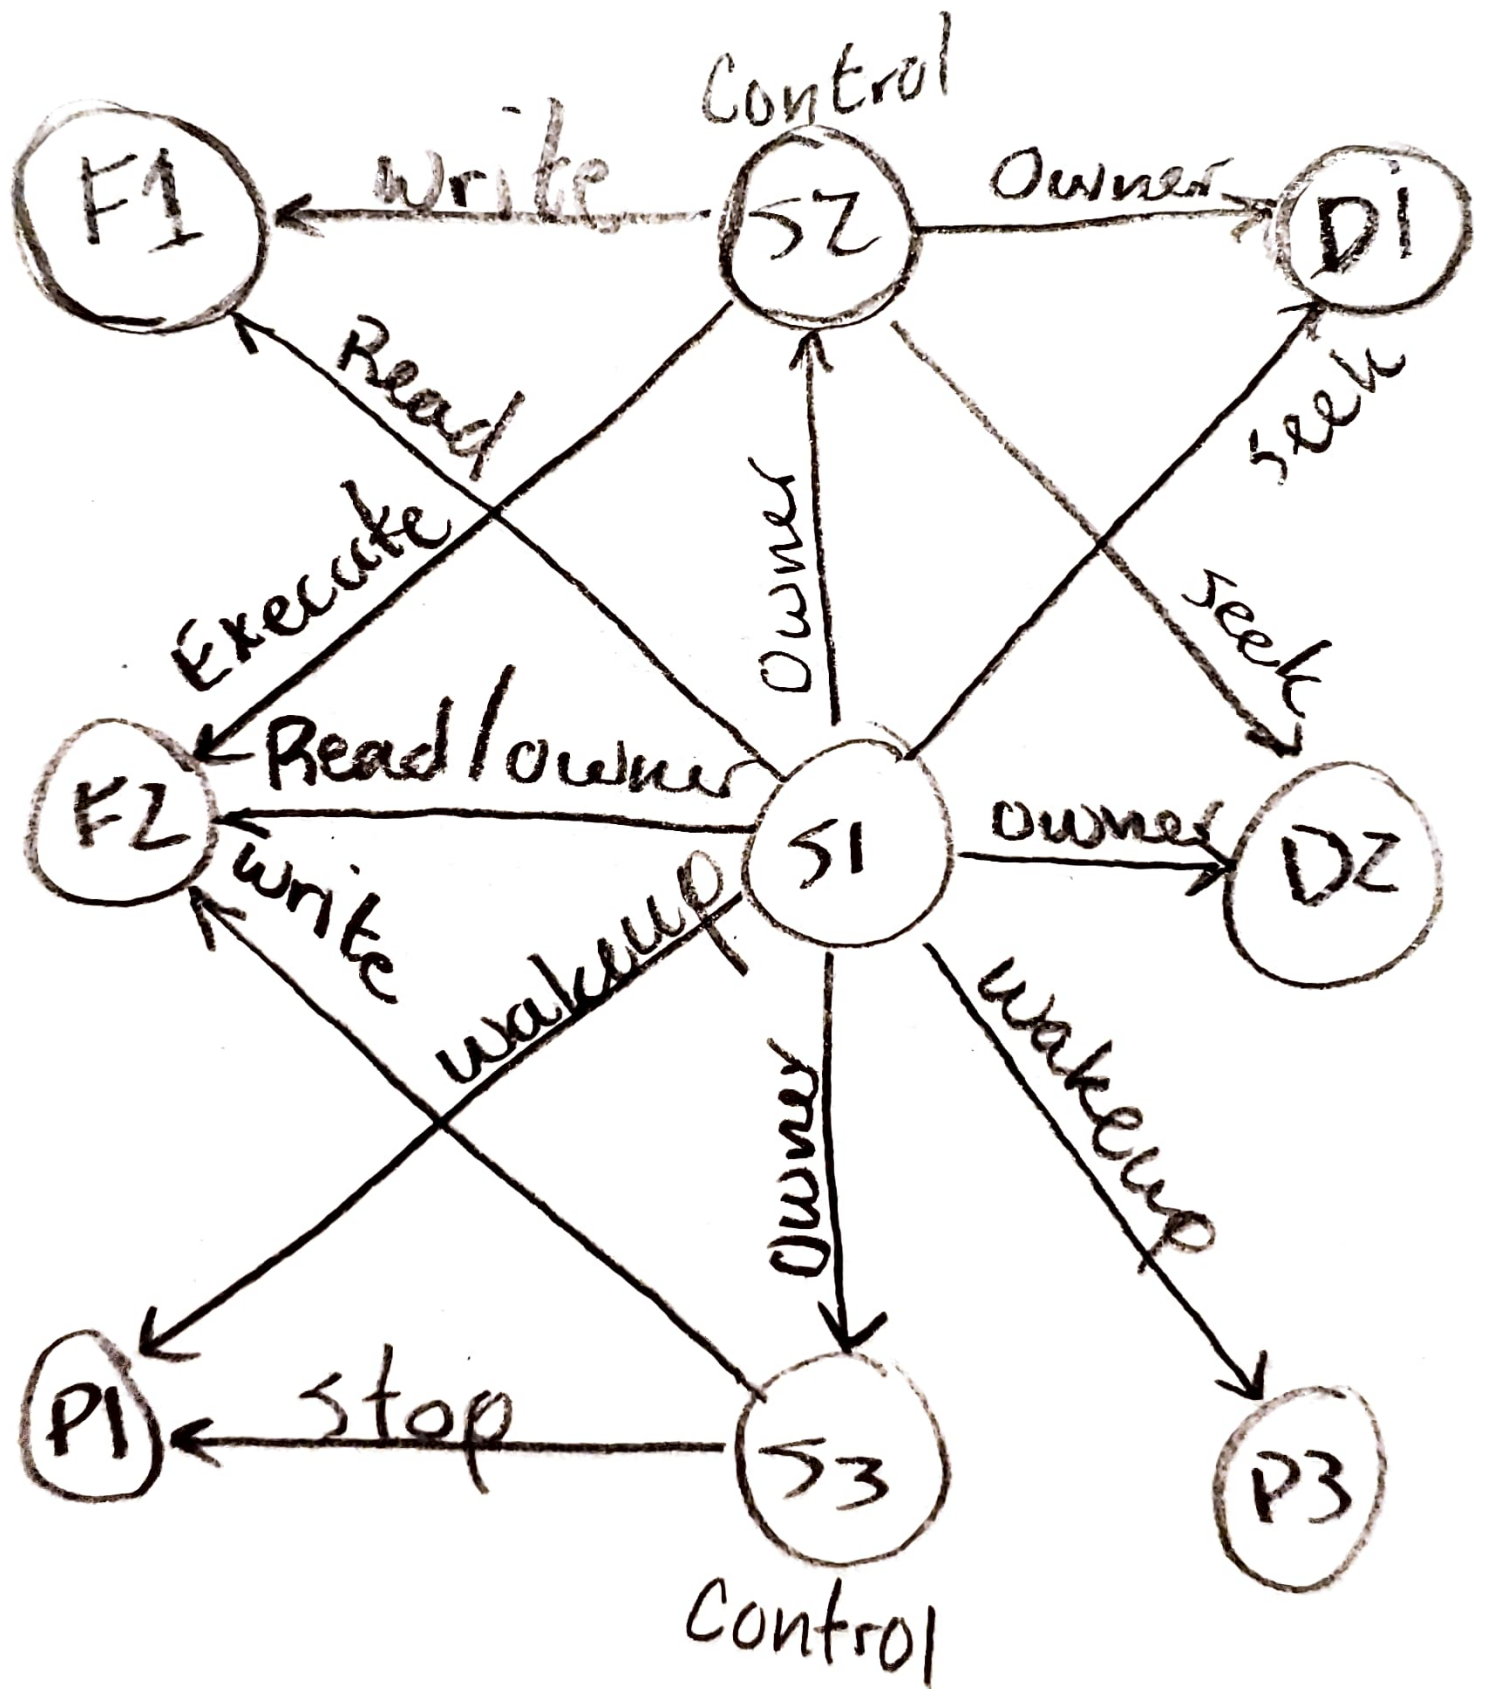 Control
F1
Write
S2
Owner
D1
Read
Seek
Execute
Owner
Seek
F2
Read/owner
S1
owner
D2
Write
Wakeup
Wakeup
Owner
P1
Stop
S3
P3
Control